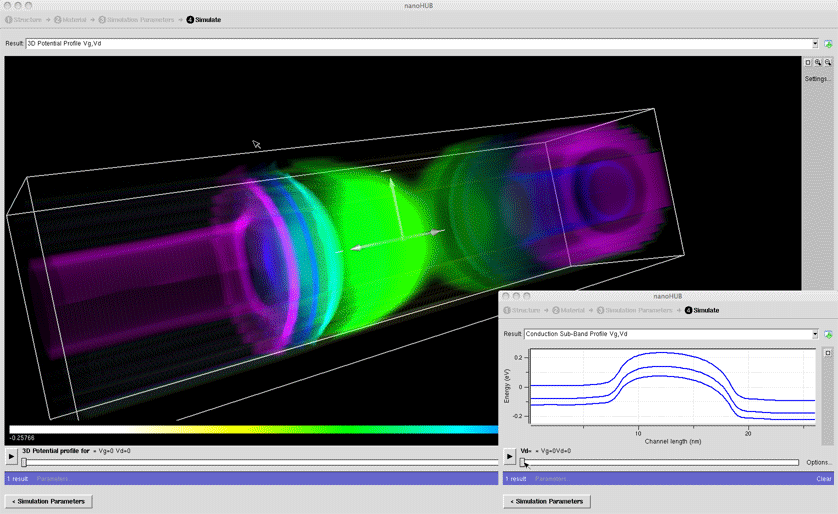 nanoHUB
1 Structure → 2 Material → 3 Simulation Parameters → 4 Simulate
Result: 3D Potential Profile Vg,Vd
Settings...
-0.25766
3D Potential profile for = Vg=0 Vd=0
1 result Parameters...
< Simulation Parameters
nanoHUB
1 Structure → 2 Material → 3 Simulation Parameters → 4 Simulate
Result: Conduction Sub-Band Profile Vg,Vd
Energy (eV)
0.2
0
-0.2
10 20
Channel length (nm)
Vd= = Vg=0Vd=0
Options...
1 result Parameters... Clear
< Simulation Parameters